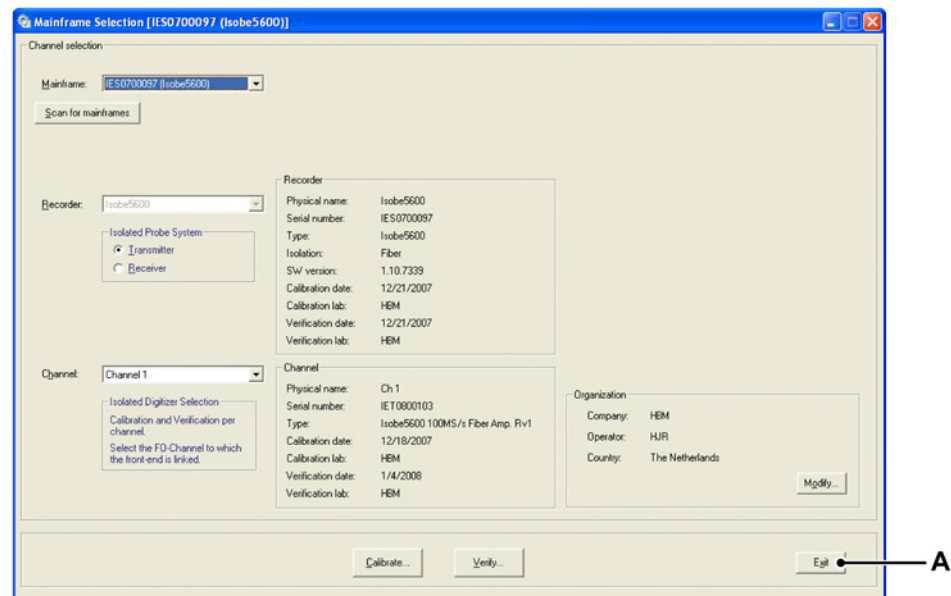 Mainframe Selection [IES0700097 (Isobe5600)]
Channel selection
Mainframe: IES0700097 (Isobe5600)
Scan for mainframes
Recorder: Isobe5600
Isolated Probe System
Transmitter
Receiver
Recorder
Physical name: Isobe5600
Serial number: IES0700097
Type: Isobe5600
Isolation: Fiber
SW version: 1.10.7339
Calibration date: 12/21/2007
Calibration lab: HBM
Verification date: 12/21/2007
Verification lab: HBM
Channel: Channel 1
Isolated Digitizer Selection
Calibration and Verification per
channel.
Select the FO-Channel to which
the front-end is linked.
Channel
Physical name: Ch 1
Serial number: IET0800103
Type: Isobe5600 100MS/s Fiber Amp. Rv1
Calibration date: 12/18/2007
Calibration lab: HBM
Verification date: 1/4/2008
Verification lab: HBM
Organization
Company: HBM
Operator: HJR
Country: The Netherlands
Modify...
Calibrate... Verify... Exit A